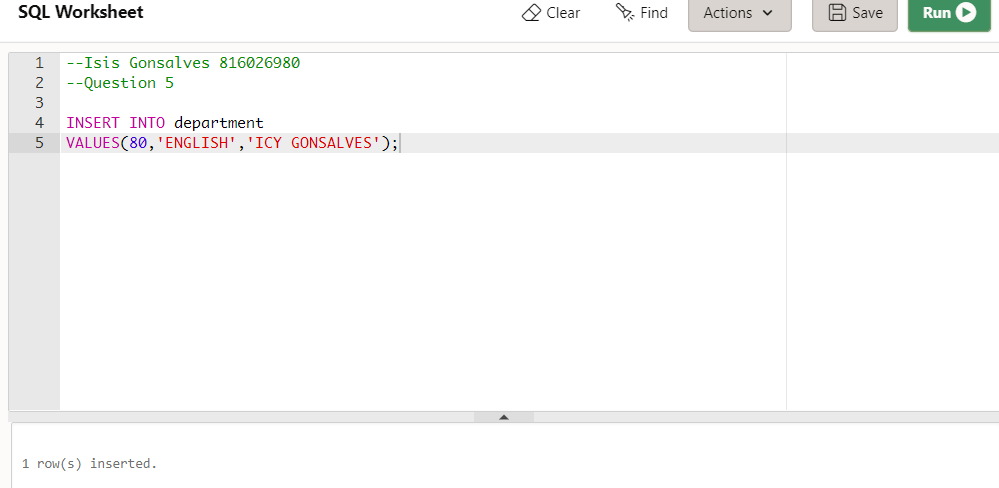 SQL Worksheet Clear Find Actions Save Run
1 --Isis Gonsalves 816026980
2 --Question 5
3
4 INSERT INTO department
5 VALUES(80,'ENGLISH','ICY GONSALVES');
1 row(s) inserted.